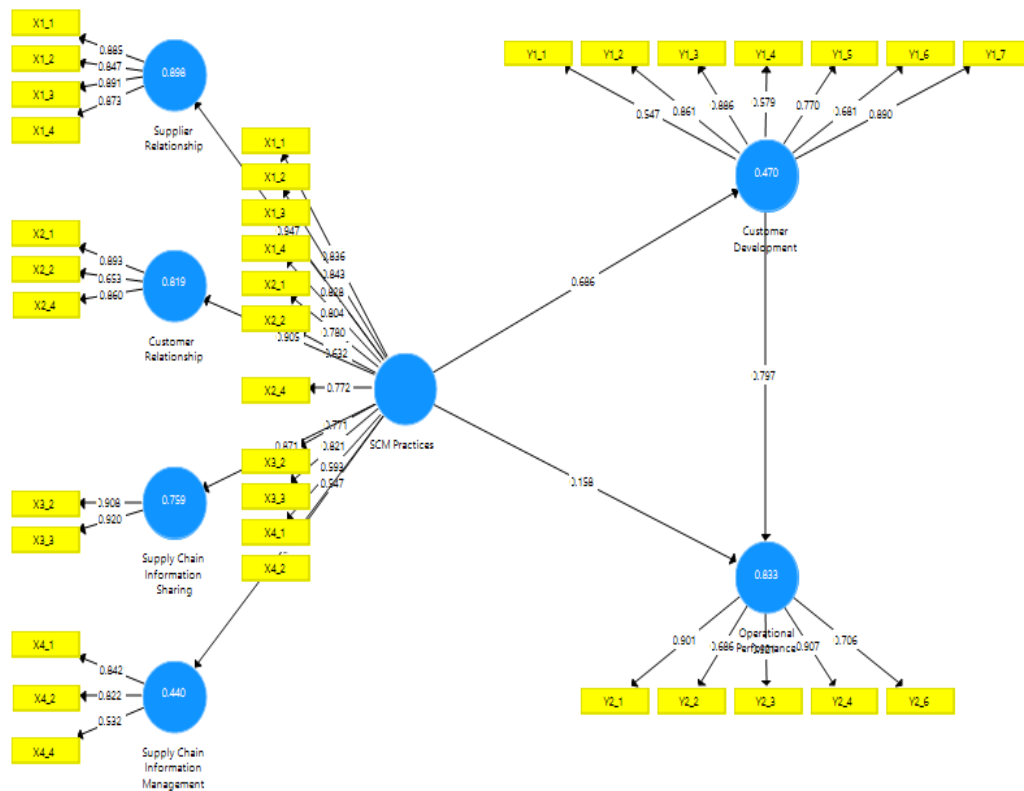 X1_1
X1_2
X1_3
X1_4
0.885
0.847
0.891
0.873
0.898
Supplier
Relationship
X2_1
X2_2
X2_4
0.893
0.653
0.860
0.819
Customer
Relationship
X3_2
X3_3
0.908
0.920
0.759
Supply Chain
Information
Sharing
X4_1
X4_2
X4_4
0.842
0.822
0.532
0.440
Supply Chain
Information
Management
X1_1
X1_2
X1_3
X1_4
X2_1
X2_2
X2_4
X3_2
X3_3
X4_1
X4_2
0.947
0.905
0.871
0.836
0.843
0.828
0.804
0.780
0.632
0.772
0.771
0.821
0.593
0.547
SCM Practices
0.686
0.158
Y1_1
Y1_2
Y1_3
Y1_4
Y1_5
Y1_6
Y1_7
0.547
0.861
0.886
0.579
0.770
0.681
0.890
0.470
Customer
Development
0.797
0.833
Operational
Performance
0.901
0.686
0.907
0.706
Y2_1
Y2_2
Y2_3
Y2_4
Y2_6